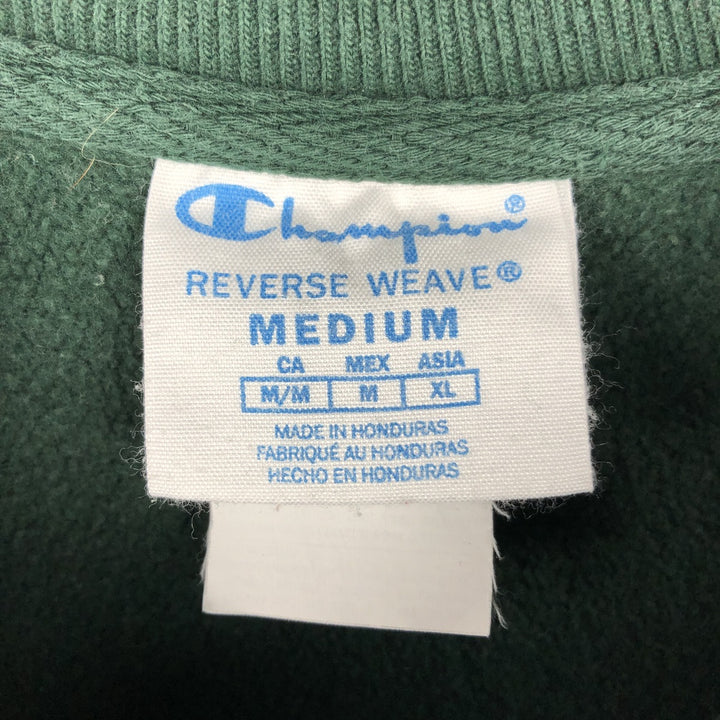 Champion®
REVERSE WEAVE®
MEDIUM
CA MEX ASIA
M/M M XL
MADE IN HONDURAS
FABRIQUÉ AU HONDURAS
HECHO EN HONDURAS